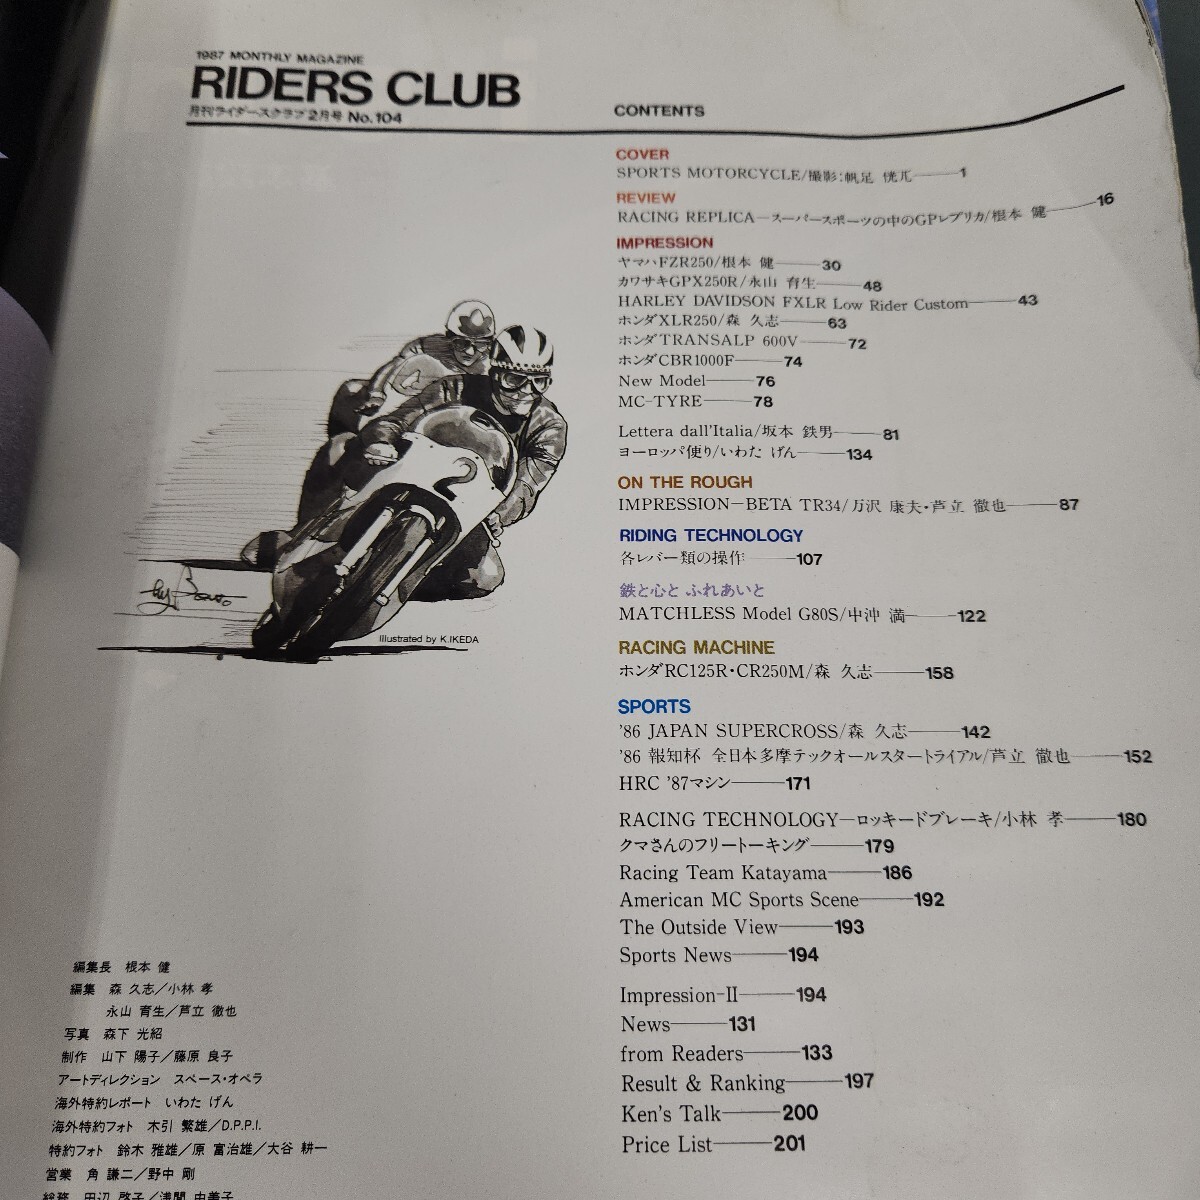 1987 MONTHLY MAGAZINE
RIDERS CLUB
月刊ライダースクラブ2月号 No.104
CONTENTS
COVER
SPORTS MOTORCYCLE/撮影:帆足 恍兀——1
REVIEW
RACING REPLICA—スーパースポーツの中のGPレプリカ/根本 健——16
IMPRESSION
ヤマハFZR250/根本 健——30
カワサキGPX250R/永山 育生——48
HARLEY DAVIDSON FXLR Low Rider Custom——43
ホンダXLR250/森 久志——63
ホンダTRANSALP 600V——72
ホンダCBR1000F——74
New Model——76
MC-TYRE——78
Lettera dall'Italia/坂本 鉄男——81
ヨーロッパ便り/いわた げん——134
ON THE ROUGH
IMPRESSION—BETA TR34/万沢 康夫・芦立 徹也——87
RIDING TECHNOLOGY
各レバー類の操作——107
鉄と心と ふれあいと
MATCHLESS Model G80S/中沖 満——122
RACING MACHINE
ホンダRC125R・CR250M/森 久志——158
SPORTS
'86 JAPAN SUPERCROSS/森 久志——142
'86 報知杯 全日本多摩テックオールスタートライアル/芦立 徹也——152
HRC '87マシン——171
RACING TECHNOLOGY—ロッキードブレーキ/小林 孝——180
クマさんのフリートーキング——179
Racing Team Katayama——186
American MC Sports Scene——192
The Outside View——193
Sports News——194
Impression-II——194
News——131
from Readers——133
Result & Ranking——197
Ken's Talk——200
Price List——201
2
Illustrated by K.IKEDA
編集長 根本 健
編集 森 久志/小林 孝
永山 育生/芦立 徹也
写真 森下 光紹
制作 山下 陽子/藤原 良子
アートディレクション スペース・オペラ
海外特約レポート いわた げん
海外特約フォト 木引 繁雄/D.P.P.I.
特約フォト 鈴木 雅雄/原 富治雄/大谷 耕一
営業 角 謙二/野中 剛
総務 田辺 啓子/浅間 由美子